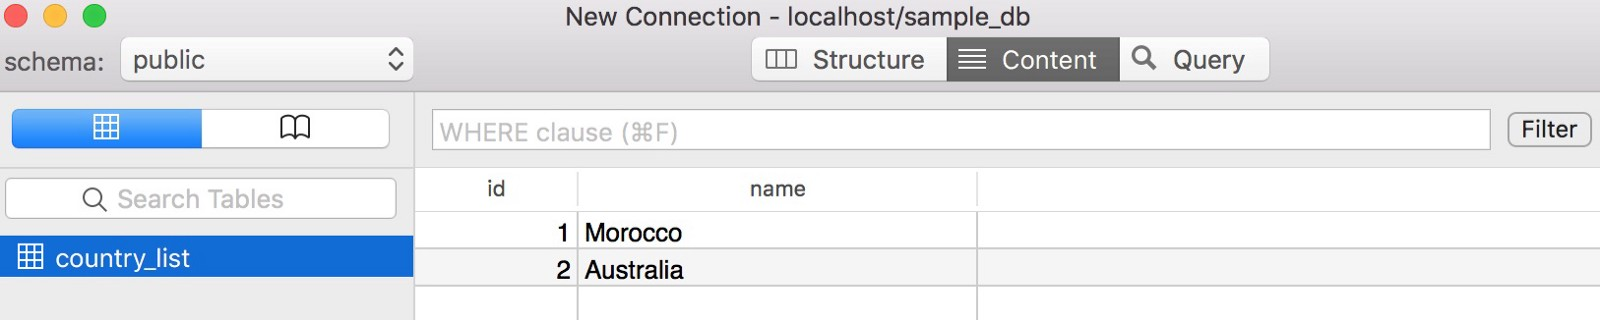 New Connection - localhost/sample_db
schema: public Structure Content Query
WHERE clause (⌘F) Filter
Search Tables
id name
country_list
1 Morocco
2 Australia